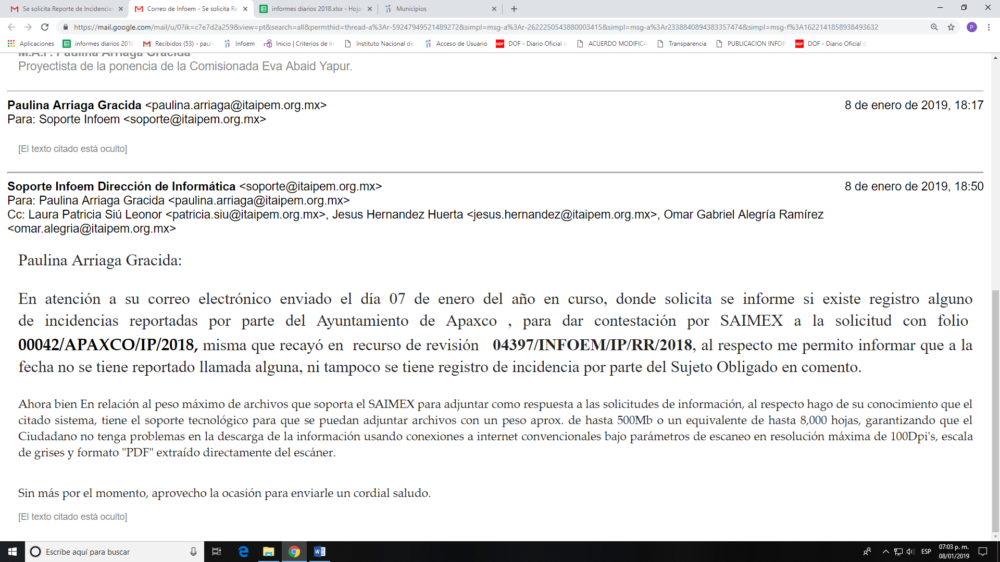 Se solicita Reporte de Incidencias
Correo de Infoem - Se solicita Re
informes diarios 2018.xlsx - Hoja
Municipios
https://mail.google.com/mail/u/0?ik=c7e7d2a259&view=pt&search=all&permthid=thread-a%3Ar-59247949521489272&simpl=msg-a%3Ar-2622250543880003415&simpl=msg-a%3Ar2338840894383357474&simpl=msg-f%3A1622141858938493632
P
Aplicaciones
informes diarios 2018
Recibidos (53) - pauli
Infoem
Inicio | Criterios de In
Instituto Nacional de
Acceso de Usuario
DOF - Diario Oficial d
ACUERDO MODIFICA
Transparencia
PUBLICACION INFOR
DOF - Diario Oficial d
M.A.P. Paulina Arriaga Gracida
Proyectista de la ponencia de la Comisionada Eva Abaid Yapur.
Paulina Arriaga Gracida <paulina.arriaga@itaipem.org.mx> 8 de enero de 2019, 18:17
Para: Soporte Infoem <soporte@itaipem.org.mx>
[El texto citado está oculto]
Soporte Infoem Dirección de Informática <soporte@itaipem.org.mx> 8 de enero de 2019, 18:50
Para: Paulina Arriaga Gracida <paulina.arriaga@itaipem.org.mx>
Cc: Laura Patricia Siú Leonor <patricia.siu@itaipem.org.mx>, Jesus Hernandez Huerta <jesus.hernandez@itaipem.org.mx>, Omar Gabriel Alegría Ramírez
<omar.alegria@itaipem.org.mx>
Paulina Arriaga Gracida:
En atención a su correo electrónico enviado el día 07 de enero del año en curso, donde solicita se informe si existe registro alguno
de incidencias reportadas por parte del Ayuntamiento de Apaxco , para dar contestación por SAIMEX a la solicitud con folio
00042/APAXCO/IP/2018, misma que recayó en recurso de revisión 04397/INFOEM/IP/RR/2018, al respecto me permito informar que a la
fecha no se tiene reportado llamada alguna, ni tampoco se tiene registro de incidencia por parte del Sujeto Obligado en comento.
Ahora bien En relación al peso máximo de archivos que soporta el SAIMEX para adjuntar como respuesta a las solicitudes de información, al respecto hago de su conocimiento que el
citado sistema, tiene el soporte tecnológico para que se puedan adjuntar archivos con un peso aprox. de hasta 500Mb o un equivalente de hasta 8,000 hojas, garantizando que el
Ciudadano no tenga problemas en la descarga de la información usando conexiones a internet convencionales bajo parámetros de escaneo en resolución máxima de 100Dpi's, escala
de grises y formato "PDF" extraído directamente del escáner.
Sin más por el momento, aprovecho la ocasión para enviarle un cordial saludo.
[El texto citado está oculto]
Escribe aquí para buscar
ESP
07:03 p. m.
08/01/2019